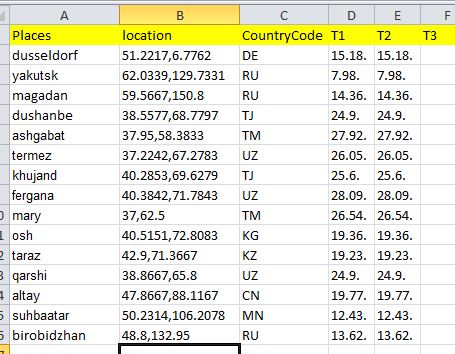 A B C D E F
Places location CountryCode T1 T2 T3
dusseldorf 51.2217,6.7762 DE 15.18. 15.18.
yakutsk 62.0339,129.7331 RU 7.98. 7.98.
magadan 59.5667,150.8 RU 14.36. 14.36.
dushanbe 38.5577,68.7797 TJ 24.9. 24.9.
ashgabat 37.95,58.3833 TM 27.92. 27.92.
termez 37.2242,67.2783 UZ 26.05. 26.05.
khujand 40.2853,69.6279 TJ 25.6. 25.6.
fergana 40.3842,71.7843 UZ 28.09. 28.09.
mary 37,62.5 TM 26.54. 26.54.
osh 40.5151,72.8083 KG 19.36. 19.36.
taraz 42.9,71.3667 KZ 19.23. 19.23.
qarshi 38.8667,65.8 UZ 24.9. 24.9.
altay 47.8667,88.1167 CN 19.77. 19.77.
suhbaatar 50.2314,106.2078 MN 12.43. 12.43.
birobidzhan 48.8,132.95 RU 13.62. 13.62.